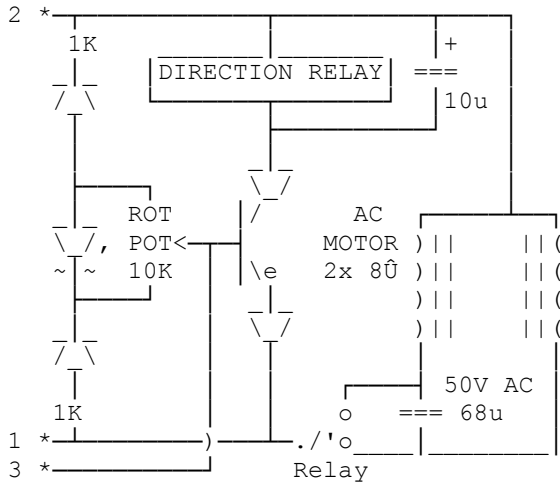 2 *
1K
+
DIRECTION RELAY ===
10u
ROT AC
, POT< MOTOR )|| ||(
~ ~ 10K \e 2x 8Û )|| ||(
)|| ||(
)|| ||(
50V AC
o === 68u
1K
1 * ) ./'o
3 * Relay